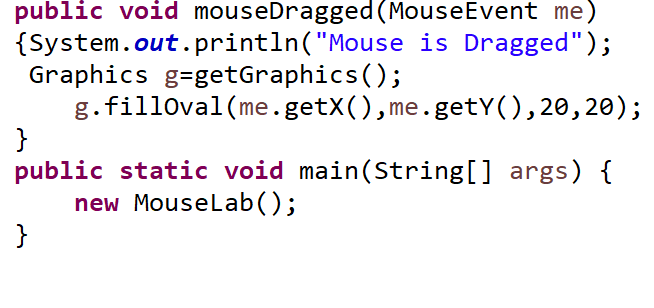 public void mouseDragged(MouseEvent me)
{System.out.println("Mouse is Dragged");
 Graphics g=getGraphics();
    g.fillOval(me.getX(),me.getY(),20,20);
}
public static void main(String[] args) {
    new MouseLab();
}